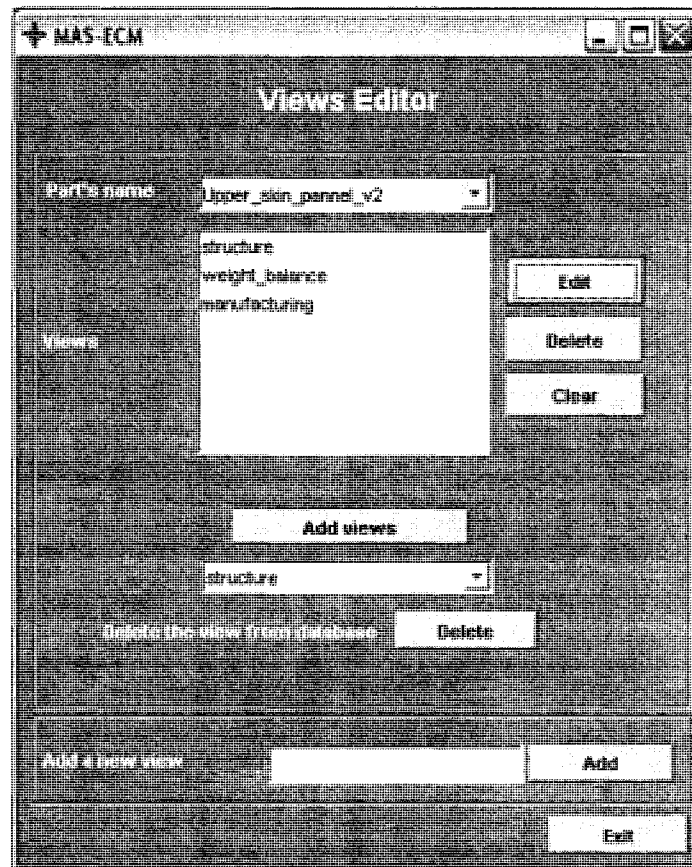 MAS-ECM
Views Editor
Part's name
Upper_skin_pannel_v2
structure
weight_balance
manufacturing
Edit
Views
Delete
Clear
Add views
structure
Delete the view from database
Delete
Add a new view
Add
Exit